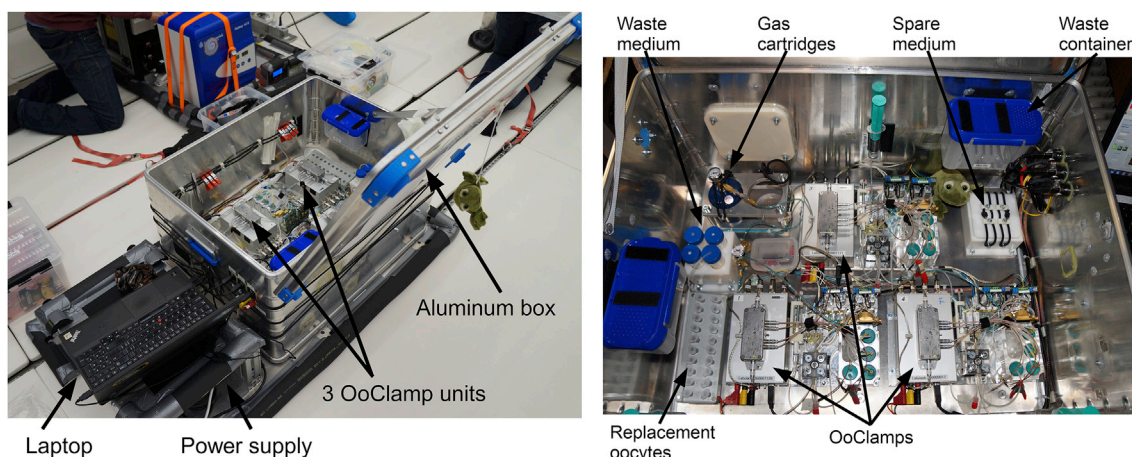 Aluminum box
3 OoClamp units
Laptop
Power supply
Waste
medium
Gas
cartridges
Spare
medium
Waste
container
Replacement
oocytes
OoClamps